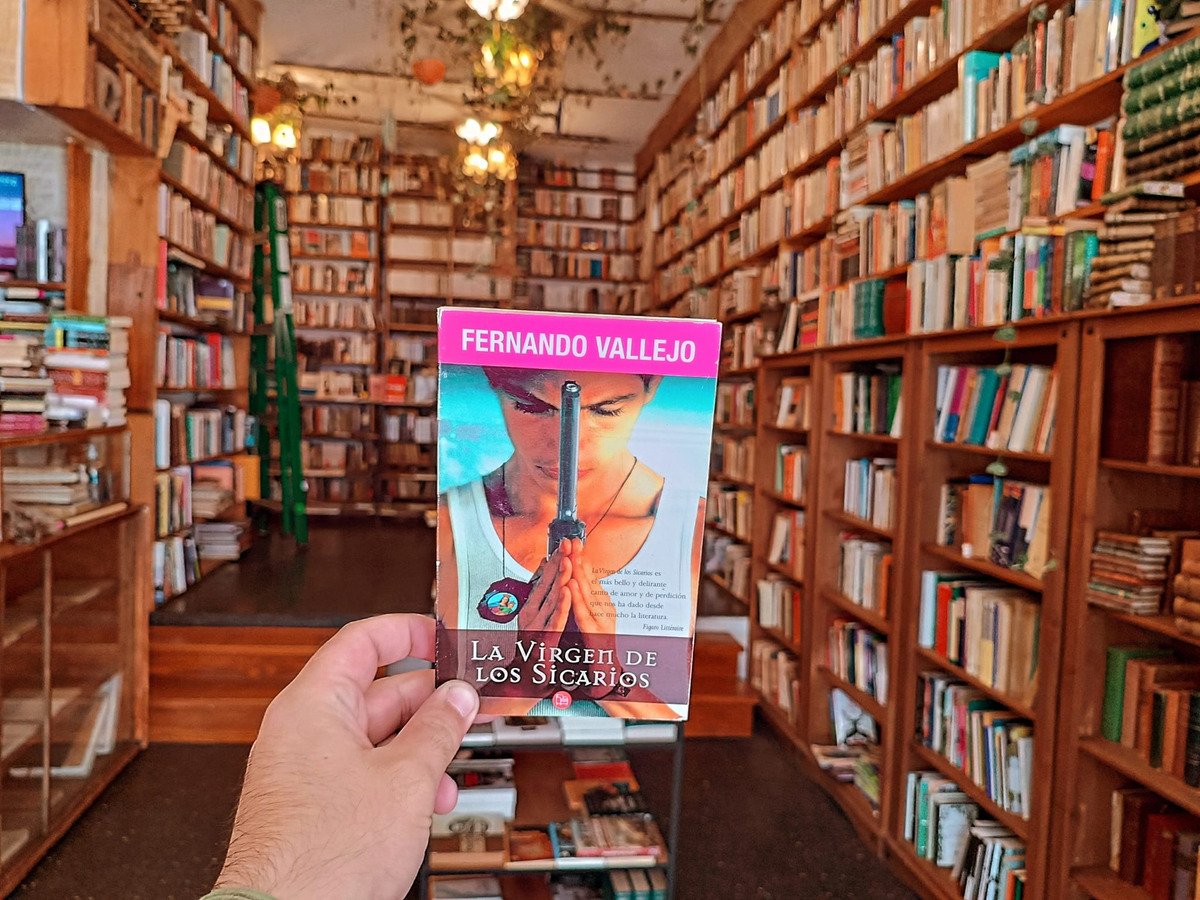 FERNANDO VALLEJO
La Virgen de los Sicarios es
el más bello y delirante
canto de amor y de perdición
que nos ha dado desde
hace mucho la literatura.
Figaro Littéraire
LA VIRGEN DE
LOS SICARIOS